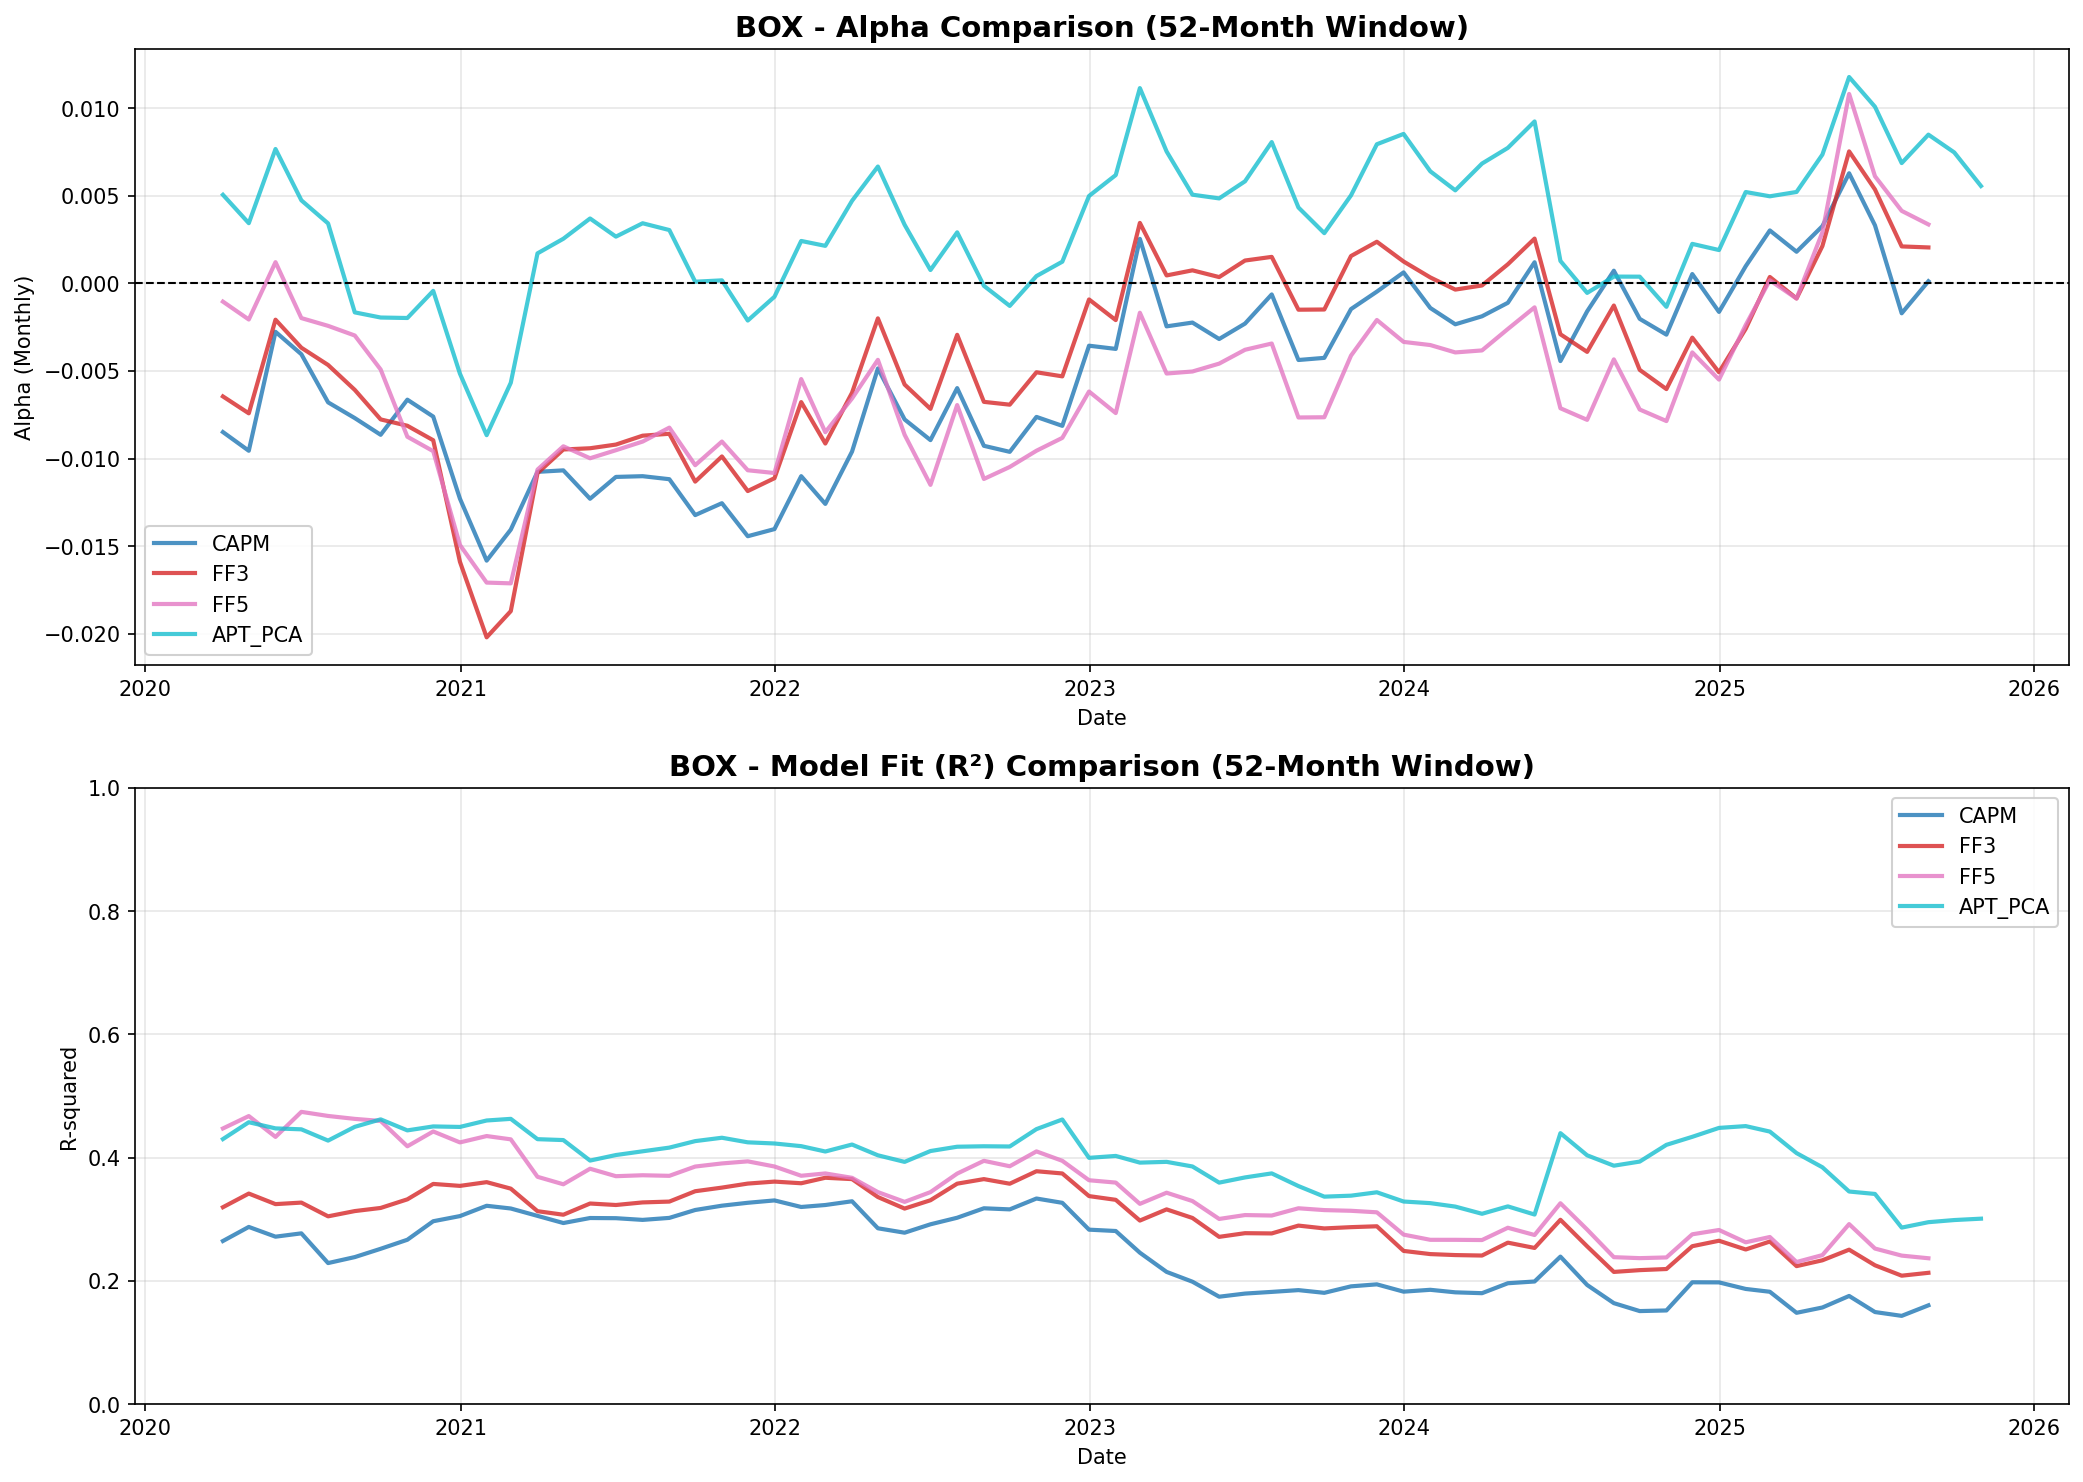 BOX - Alpha Comparison (52-Month Window)
Alpha (Monthly)
0.010
0.005
0.000
−0.005
−0.010
−0.015
−0.020
CAPM
FF3
FF5
APT_PCA
2020 2021 2022 2023 2024 2025 2026
Date
BOX - Model Fit (R²) Comparison (52-Month Window)
R-squared
1.0
0.8
0.6
0.4
0.2
0.0
CAPM
FF3
FF5
APT_PCA
2020 2021 2022 2023 2024 2025 2026
Date